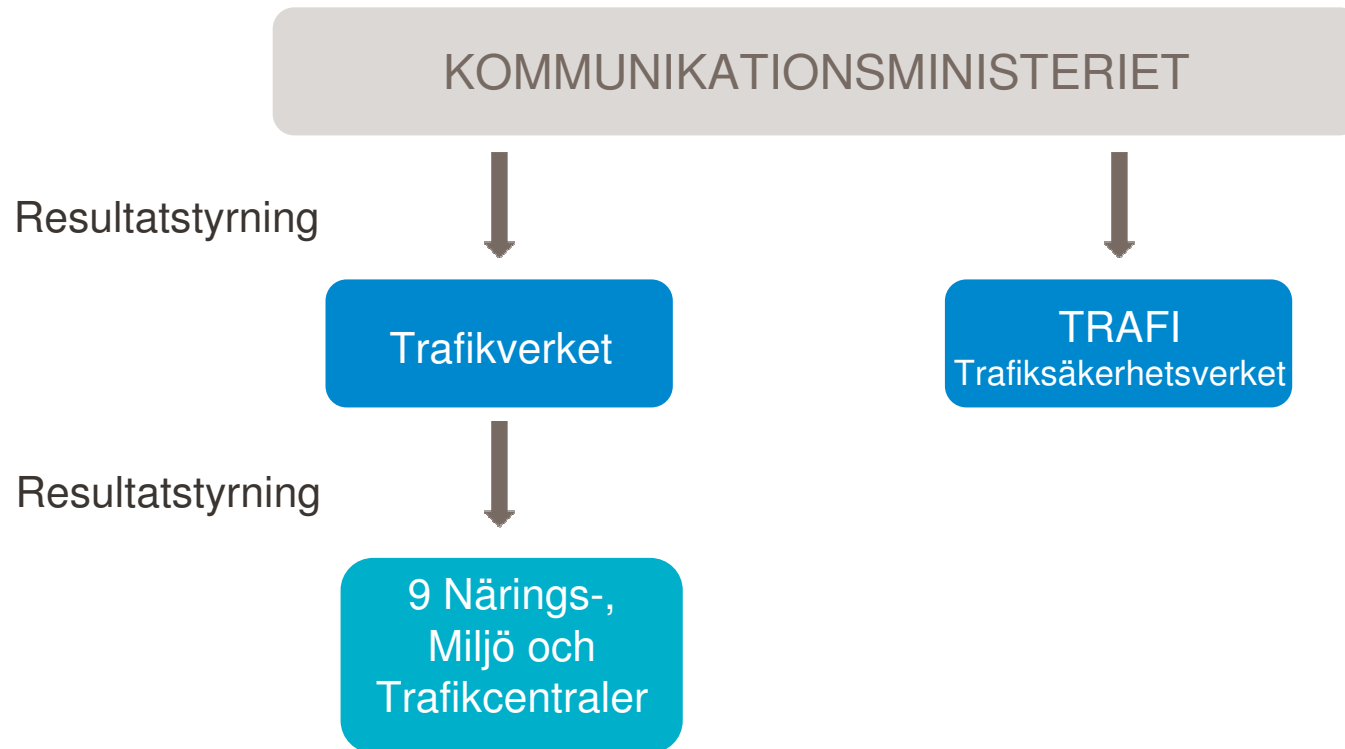 KOMMUNIKATIONSMINISTERIET
Resultatstyrning
Trafikverket
TRAFI
Trafiksäkerhetsverket
Resultatstyrning
9 Närings-,
Miljö och
Trafikcentraler